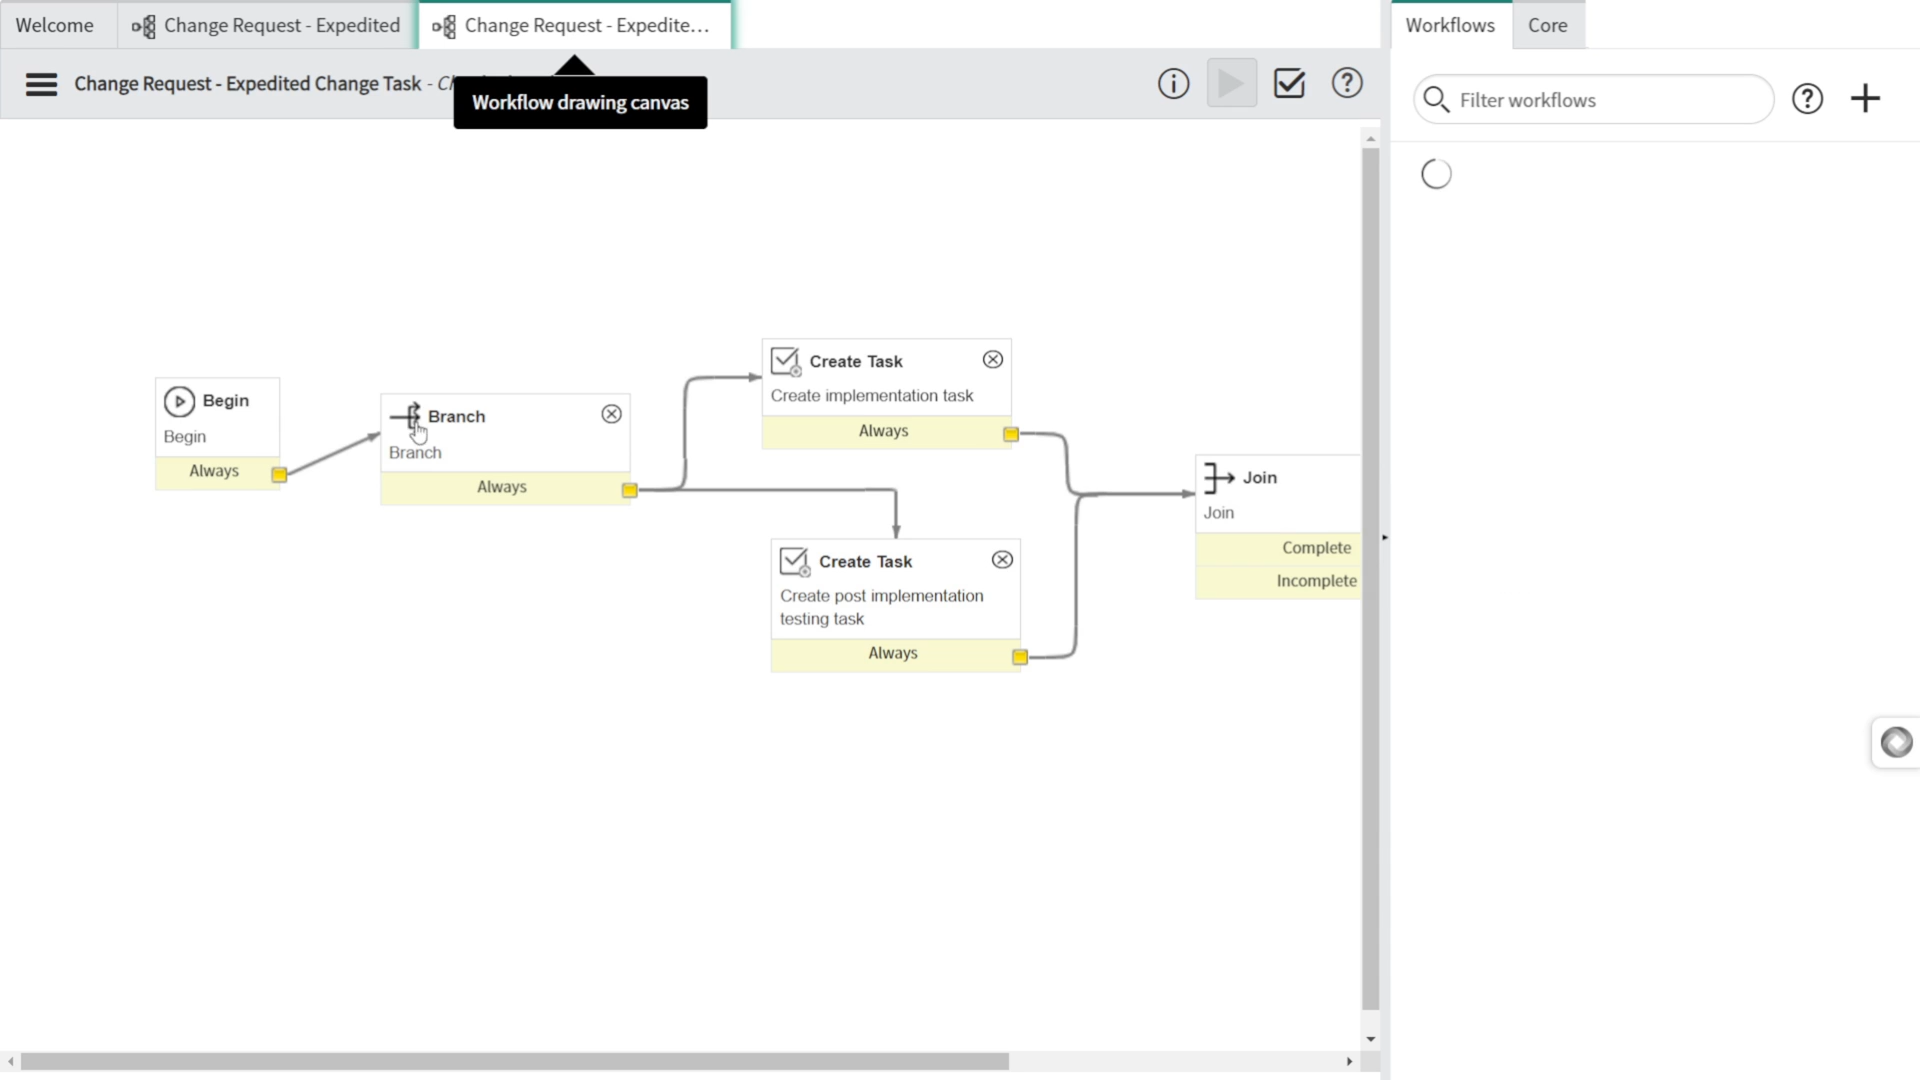 Welcome
Change Request - Expedited
Change Request - Expedite...
Workflows
Core
Change Request - Expedited Change Task -
Workflow drawing canvas
Filter workflows
Begin
Begin
Always
Branch
Branch
Always
Create Task
Create implementation task
Always
Create Task
Create post implementation
testing task
Always
Join
Join
Complete
Incomplete